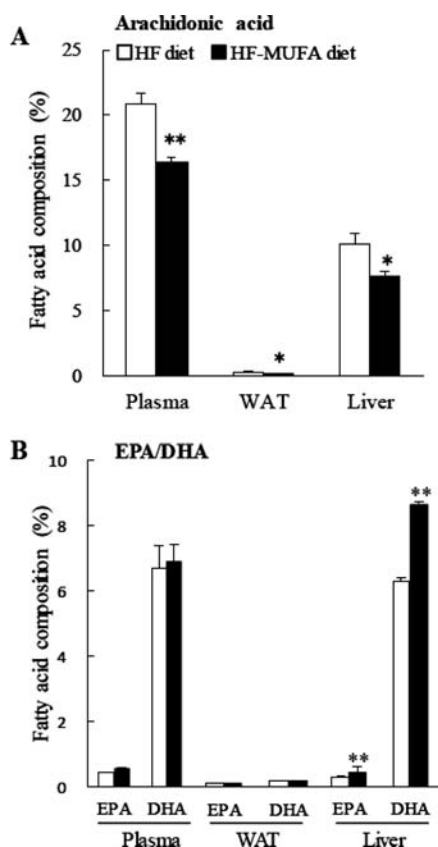 A
Arachidonic acid
HF diet HF-MUFA diet
Fatty acid composition (%)
25
20
15
10
5
0
**
*
*
Plasma WAT Liver
B
EPA/DHA
Fatty acid composition (%)
10
8
6
4
2
0
**
**
EPA DHA EPA DHA EPA DHA
Plasma WAT Liver